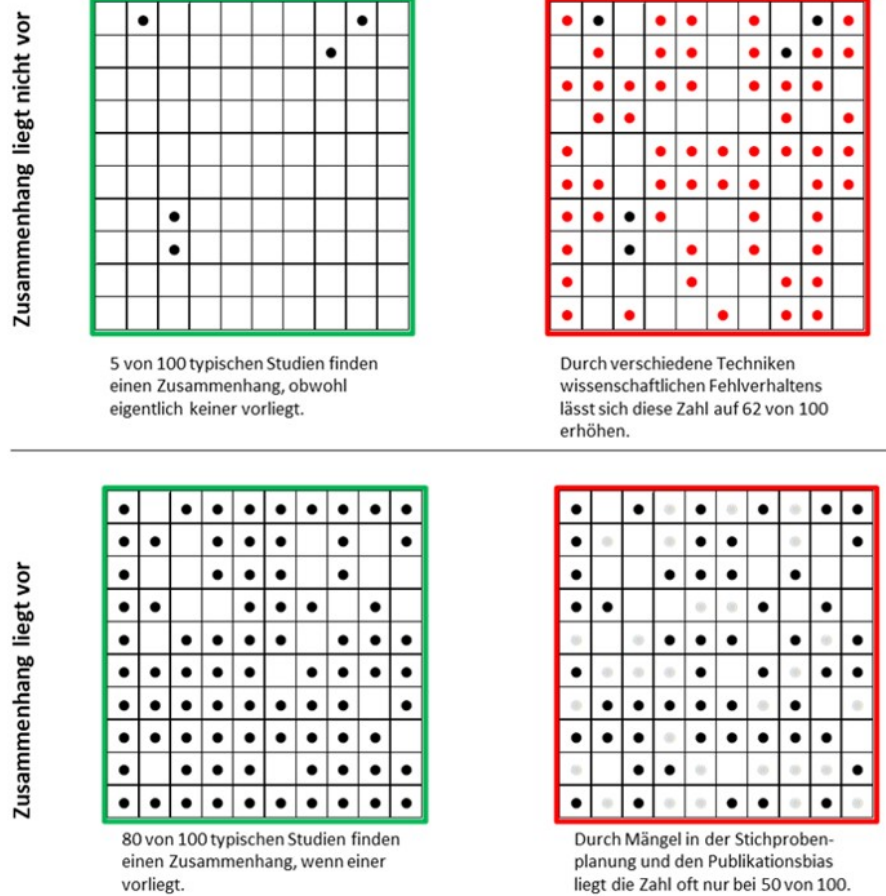 Zusammenhang liegt nicht vor
5 von 100 typischen Studien finden
einen Zusammenhang, obwohl
eigentlich keiner vorliegt.
Durch verschiedene Techniken
wissenschaftlichen Fehlverhaltens
lässt sich diese Zahl auf 62 von 100
erhöhen.
Zusammenhang liegt vor
80 von 100 typischen Studien finden
einen Zusammenhang, wenn einer
vorliegt.
Durch Mängel in der Stichproben-
planung und den Publikationsbias
liegt die Zahl oft nur bei 50 von 100.